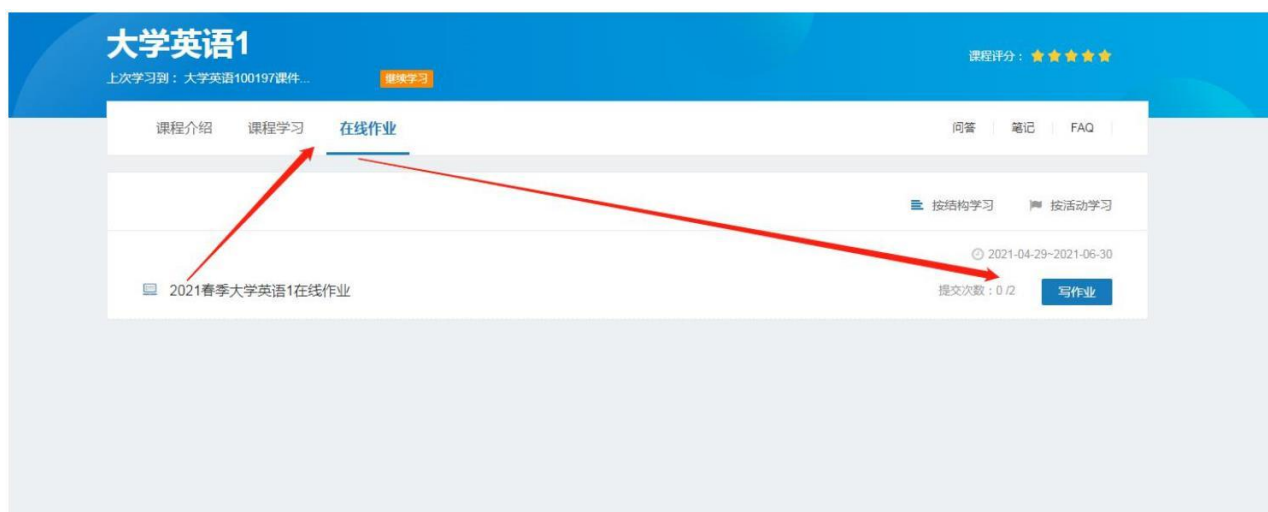 大学英语1
课程评分：
上次学习到：大学英语100197课件... 继续学习
课程介绍 课程学习 在线作业 问答 笔记 FAQ
按结构学习 按活动学习
2021-04-29~2021-06-30
2021春季大学英语1在线作业 提交次数：0 /2 写作业